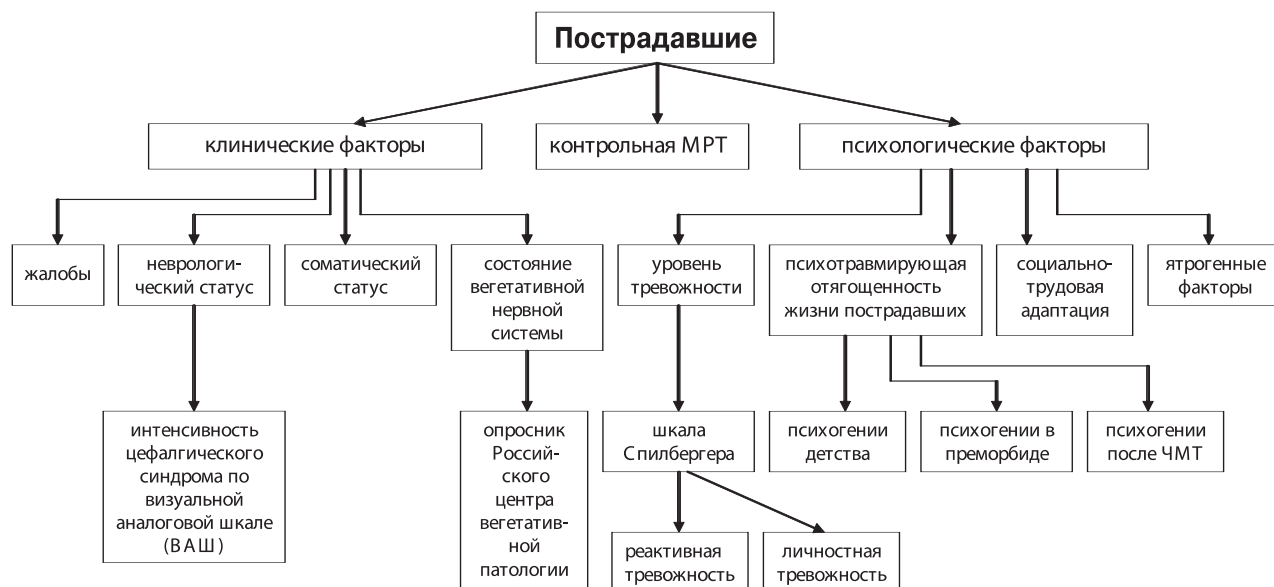 Пострадавшие
клинические факторы
контрольная МРТ
психологические факторы
жалобы
неврологи-
ческий статус
соматический
статус
состояние
вегетативной
нервной
системы
уровень
тревожности
психотравмирующая
отягощенность
жизни пострадавших
социально-
трудовая
адаптация
ятрогенные
факторы
интенсивность
цефалгического
синдрома по
визуальной
аналоговой шкале
(ВАШ)
опросник
Россий-
ского
центра
вегетатив-
ной
патологии
шкала
Спилбергера
психогении
детства
психогении в
преморбиде
психогении
после ЧМТ
реактивная
тревожность
личностная
тревожность